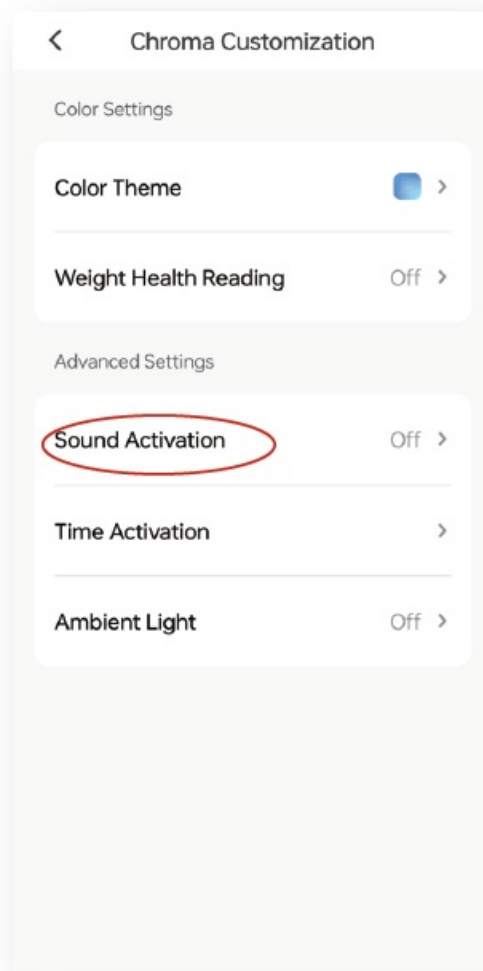 Chroma Customization
Color Settings
Color Theme
Weight Health Reading Off
Advanced Settings
Sound Activation Off
Time Activation
Ambient Light Off